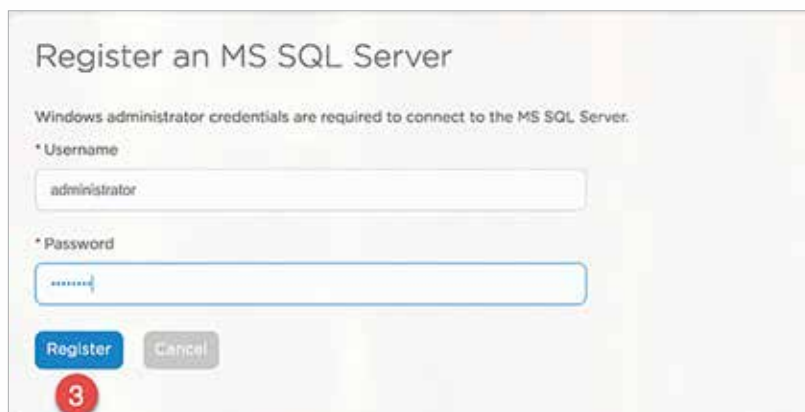 Register an MS SQL Server
Windows administrator credentials are required to connect to the MS SQL Server.
* Username
administrator
* Password
••••••••
Register
Cancel
3